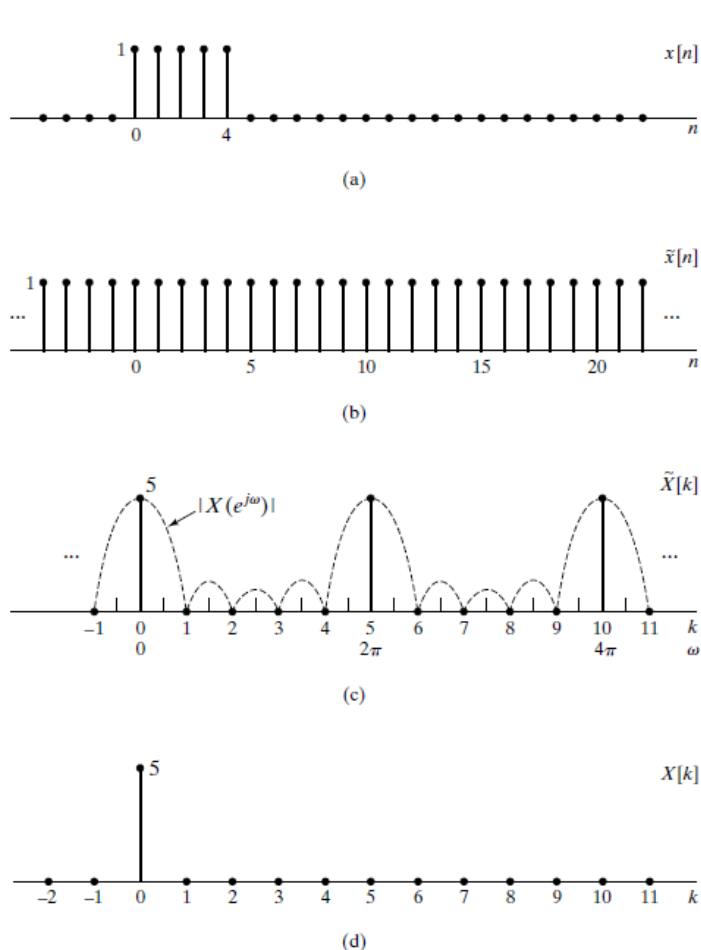 1 x[n]
0 4 n
(a)
x̃[n]
1
... ...
0 5 10 15 20 n
(b)
X̃[k]
5
|X(e^{jω})|
... ...
–1 0 1 2 3 4 5 6 7 8 9 10 11 k
0 2π 4π ω
(c)
5 X[k]
–2 –1 0 1 2 3 4 5 6 7 8 9 10 11 k
(d)